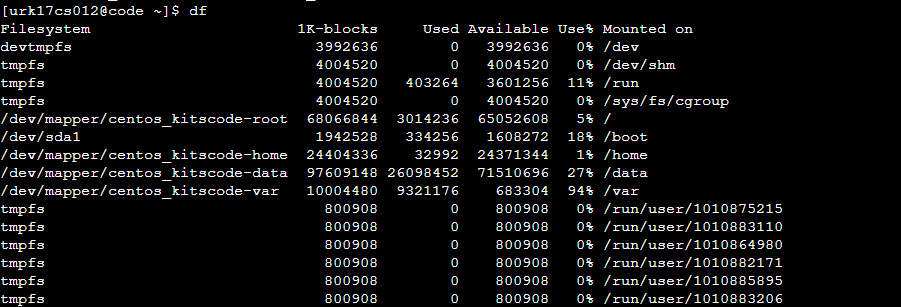 [urk17cs012@code ~]$ df
Filesystem                      1K-blocks     Used Available Use% Mounted on
devtmpfs                          3992636        0   3992636   0% /dev
tmpfs                             4004520        0   4004520   0% /dev/shm
tmpfs                             4004520   403264   3601256  11% /run
tmpfs                             4004520        0   4004520   0% /sys/fs/cgroup
/dev/mapper/centos_kitscode-root 68066844  3014236  65052608   5% /
/dev/sda1                         1942528   334256   1608272  18% /boot
/dev/mapper/centos_kitscode-home 24404336    32992  24371344   1% /home
/dev/mapper/centos_kitscode-data 97609148 26098452  71510696  27% /data
/dev/mapper/centos_kitscode-var  10004480  9321176    683304  94% /var
tmpfs                              800908        0    800908   0% /run/user/1010875215
tmpfs                              800908        0    800908   0% /run/user/1010883110
tmpfs                              800908        0    800908   0% /run/user/1010864980
tmpfs                              800908        0    800908   0% /run/user/1010882171
tmpfs                              800908        0    800908   0% /run/user/1010885895
tmpfs                              800908        0    800908   0% /run/user/1010883206